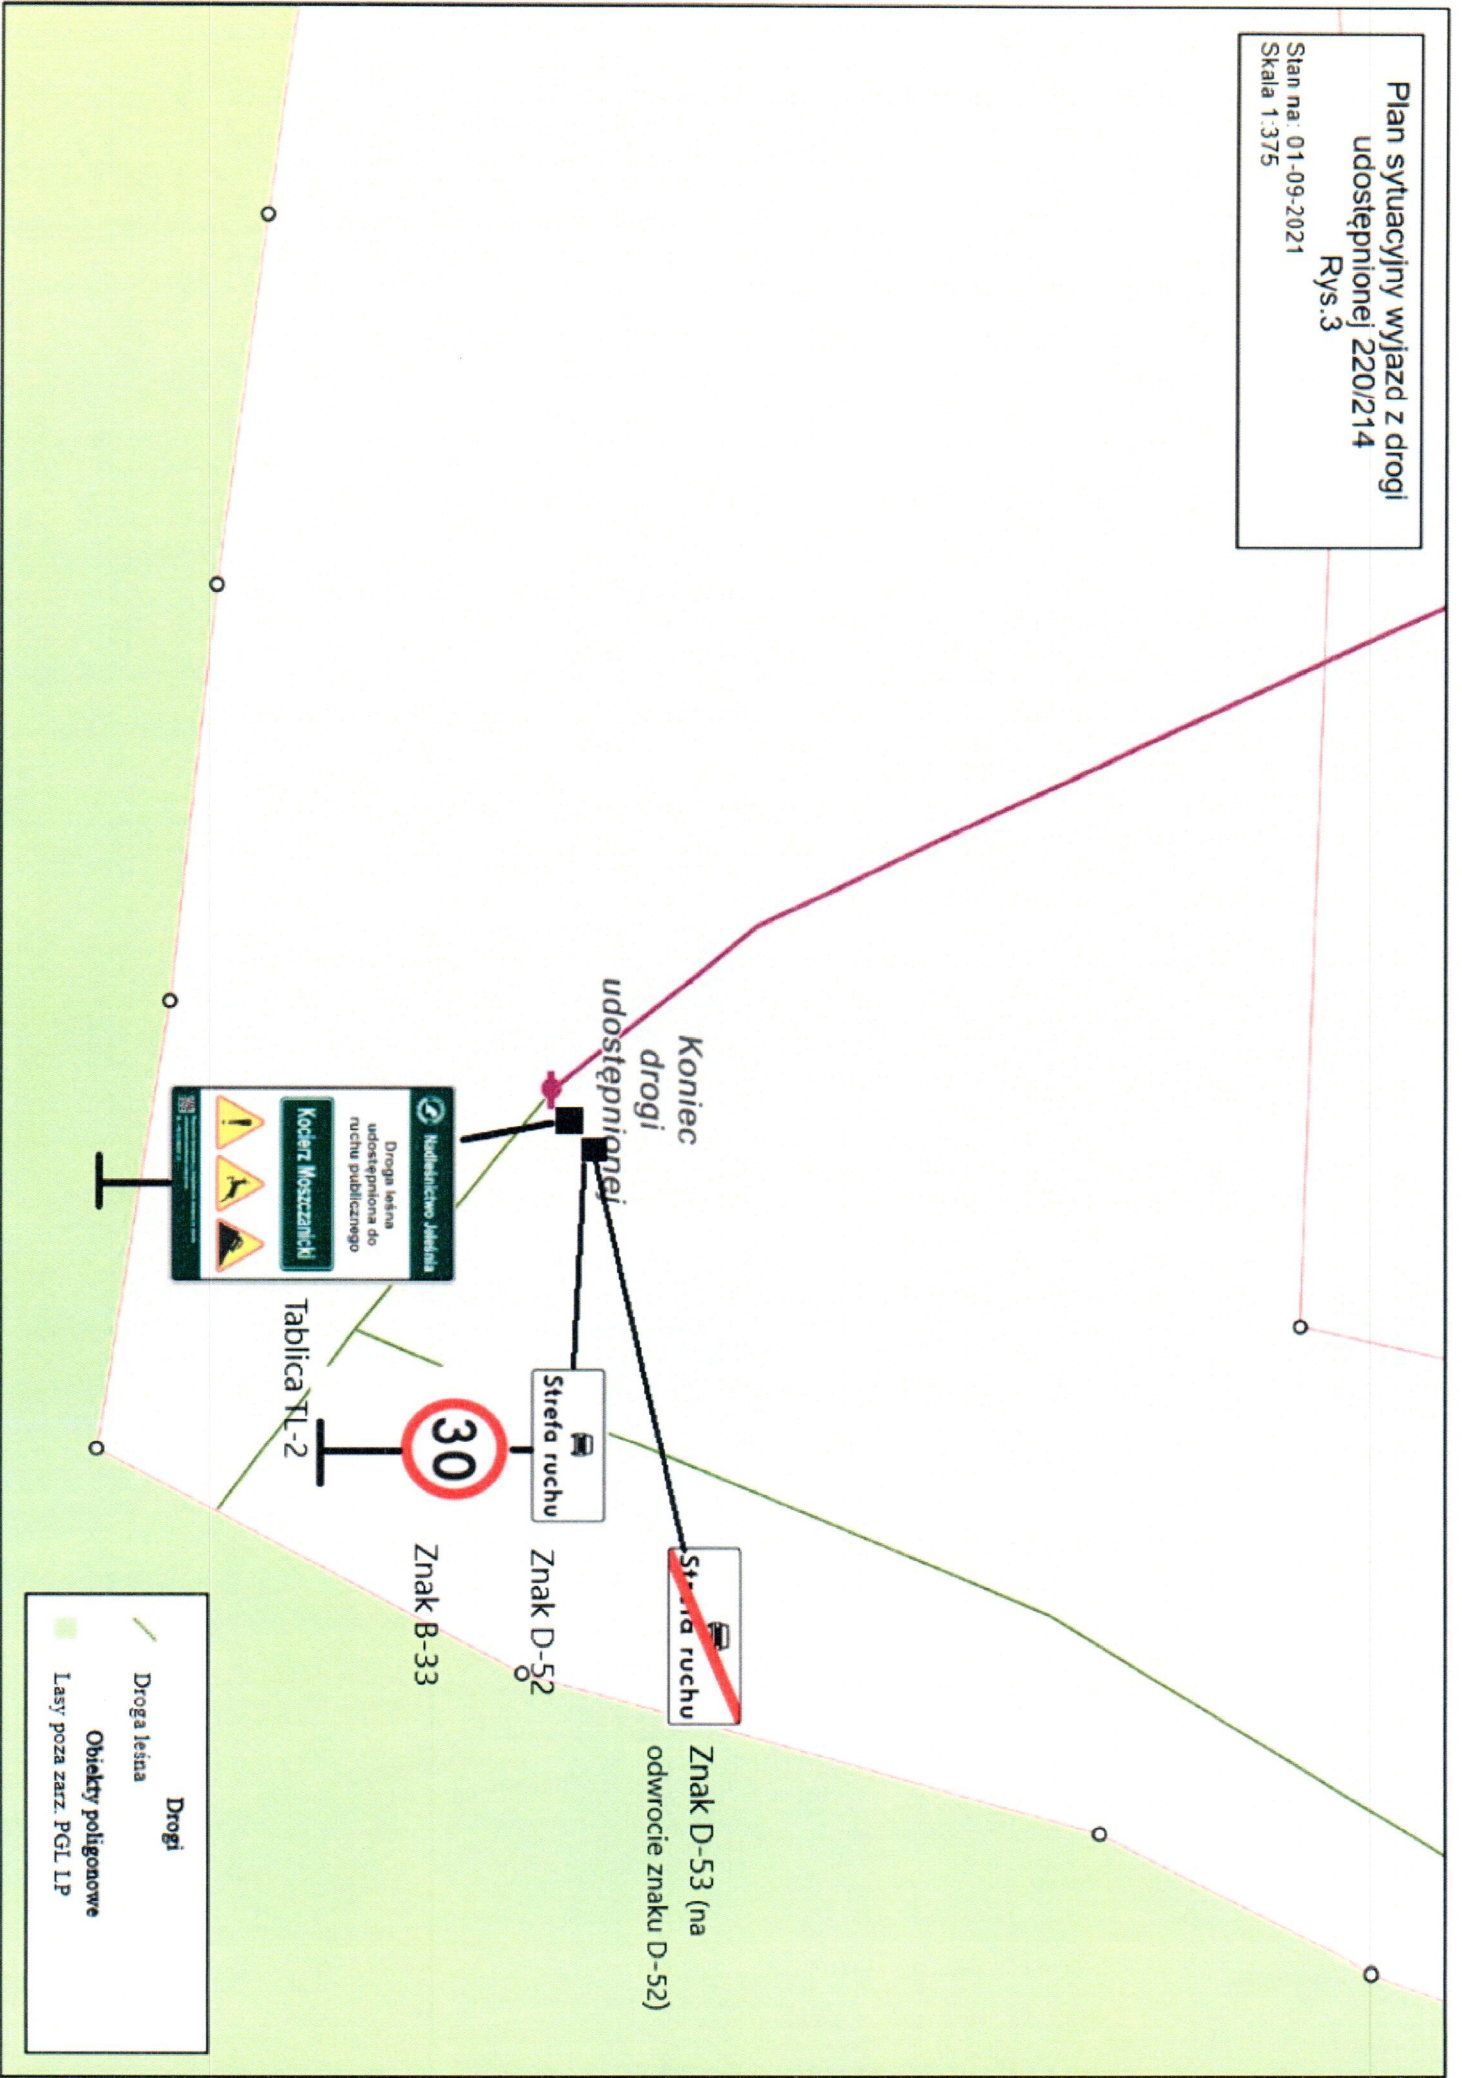 Plan sytuacyjny wyjazd z drogi
udostępnionej 220/214
Rys.3
Stan na: 01-09-2021
Skala 1:375
Koniec
drogi
udostępnionej
Nadleśnictwo Jeleśnia
Droga leśna
udostępniona do
ruchu publicznego
Kocierz Moszczanicki
Tablica TL-2
Strefa ruchu
30
Znak D-52
Znak B-33
Strefa ruchu
Znak D-53 (na
odwrocie znaku D-52)
Drogi
Droga leśna
Obiekty poligonowe
Lasy poza zarz. PGL LP